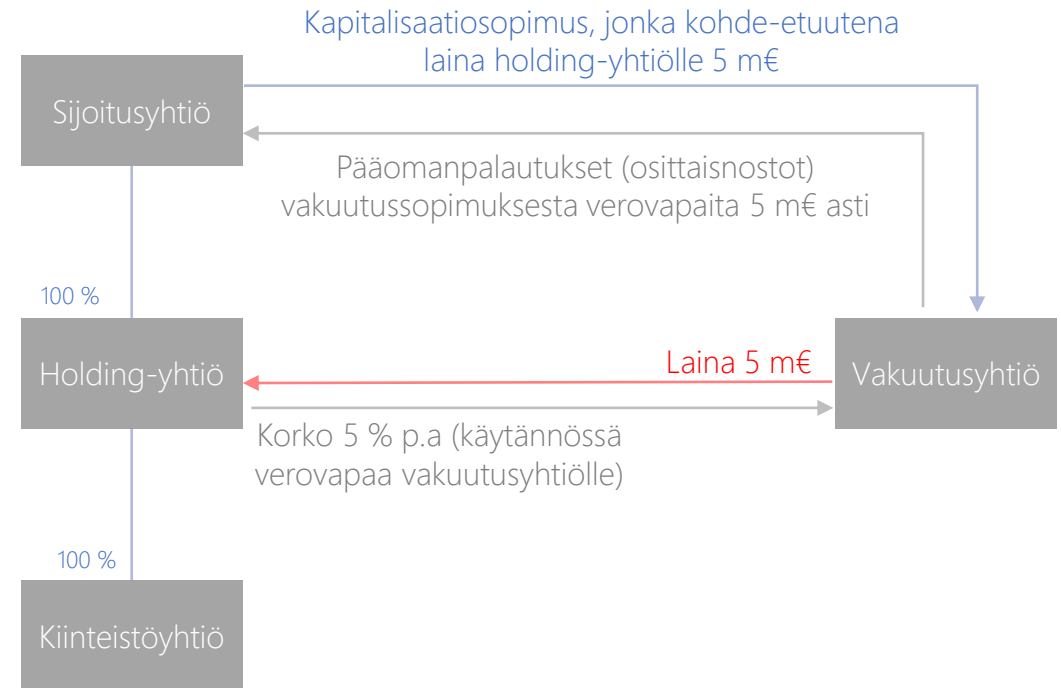 Kapitalisaatiosopimus, jonka kohde-etuutena
laina holding-yhtiölle 5 m€
Sijoitusyhtiö
Pääomanpalautukset (osittaisnostot)
vakuutussopimuksesta verovapaita 5 m€ asti
100 %
Holding-yhtiö
Laina 5 m€
Vakuutusyhtiö
Korko 5 % p.a (käytännössä
verovapaa vakuutusyhtiölle)
100 %
Kiinteistöyhtiö